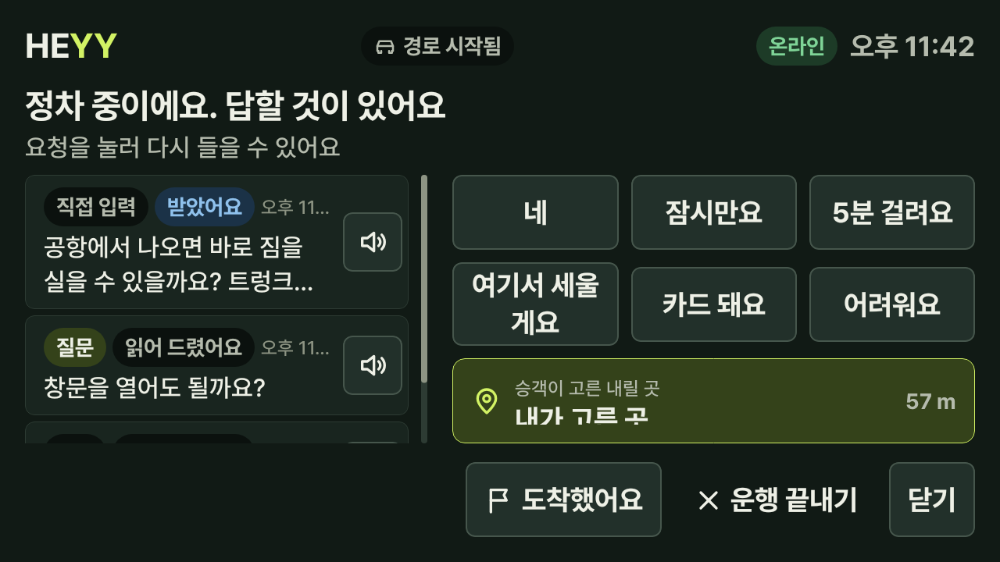 HEYY
경로 시작됨
온라인
오후 11:42
정차 중이에요. 답할 것이 있어요
요청을 눌러 다시 들을 수 있어요
직접 입력
받았어요
오후 11...
공항에서 나오면 바로 짐을
실을 수 있을까요? 트렁크...
질문
읽어 드렸어요
오후 11...
창문을 열어도 될까요?
네
잠시만요
5분 걸려요
여기서 세울
게요
카드 돼요
어려워요
승객이 고른 내릴 곳
내가 고른 곳
57 m
도착했어요
운행 끝내기
닫기